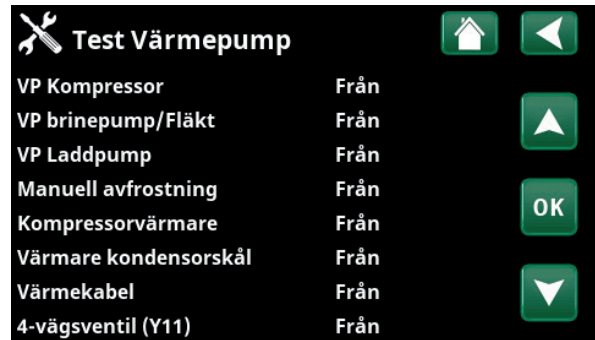 Test Värmepump
VP Kompressor Från
VP brinepump/Fläkt Från
VP Laddpump Från
Manuell avfrostning Från
OK
Kompressorvärmare Från
Värmare kondensorskål Från
Värmekabel Från
4-vägsventil (Y11) Från